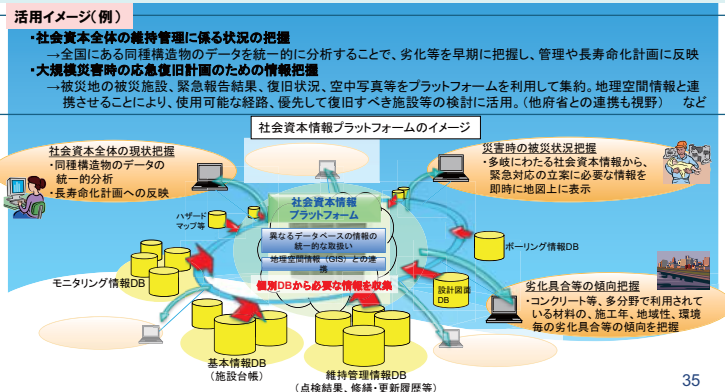 活用イメージ(例)
・社会資本全体の維持管理に係る状況の把握
→全国にある同種構造物のデータを統一的に分析することで、劣化等を早期に把握し、管理や長寿命化計画に反映
・大規模災害時の応急復旧計画のための情報把握
→被災地の被災施設、緊急報告結果、復旧状況、空中写真等をプラットフォームを利用して集約。地理空間情報と連
携させることにより、使用可能な経路、優先して復旧すべき施設等の検討に活用。(他府省との連携も視野) など
社会資本情報プラットフォームのイメージ
社会資本全体の現状把握
・同種構造物のデータの
統一的分析
・長寿命化計画への反映
災害時の被災状況把握
・多岐にわたる社会資本情報から、
緊急対応の立案に必要な情報を
即時に地図上に表示
社会資本情報
プラットフォーム
ハザード
マップ等
異なるデータベースの情報の
統一的な取扱い
地理空間情報(GIS)との連
携
個別DBから必要な情報を収集
ボーリング情報DB
モニタリング情報DB
設計図面
DB
劣化具合等の傾向把握
・コンクリート等、多分野で利用されて
いる材料の、施工年、地域性、環境
毎の劣化具合等の傾向を把握
基本情報DB
(施設台帳)
維持管理情報DB
(点検結果、修繕・更新履歴等)
35